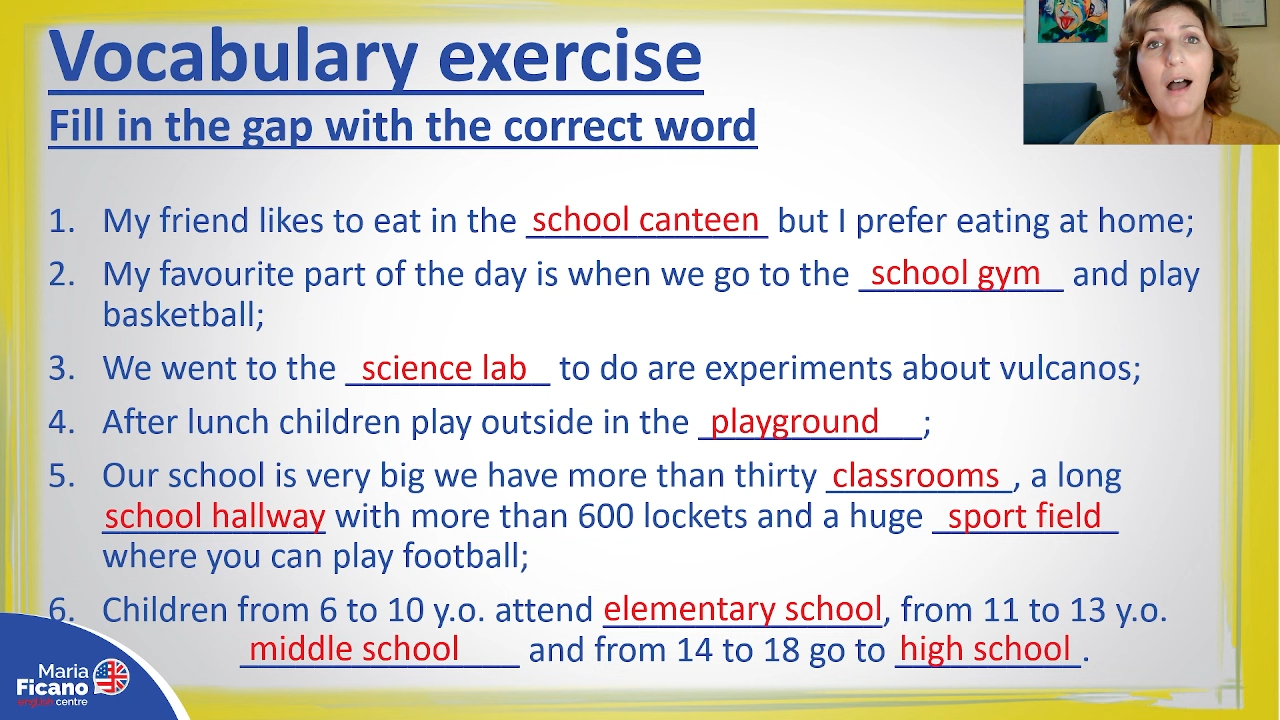 Vocabulary exercise
Fill in the gap with the correct word
1. My friend likes to eat in the school canteen but I prefer eating at home;
2. My favourite part of the day is when we go to the school gym and play
basketball;
3. We went to the science lab to do are experiments about vulcanos;
4. After lunch children play outside in the playground;
5. Our school is very big we have more than thirty classrooms, a long
school hallway with more than 600 lockets and a huge sport field
where you can play football;
6. Children from 6 to 10 y.o. attend elementary school, from 11 to 13 y.o.
middle school and from 14 to 18 go to high school.
Maria
Ficano
english centre